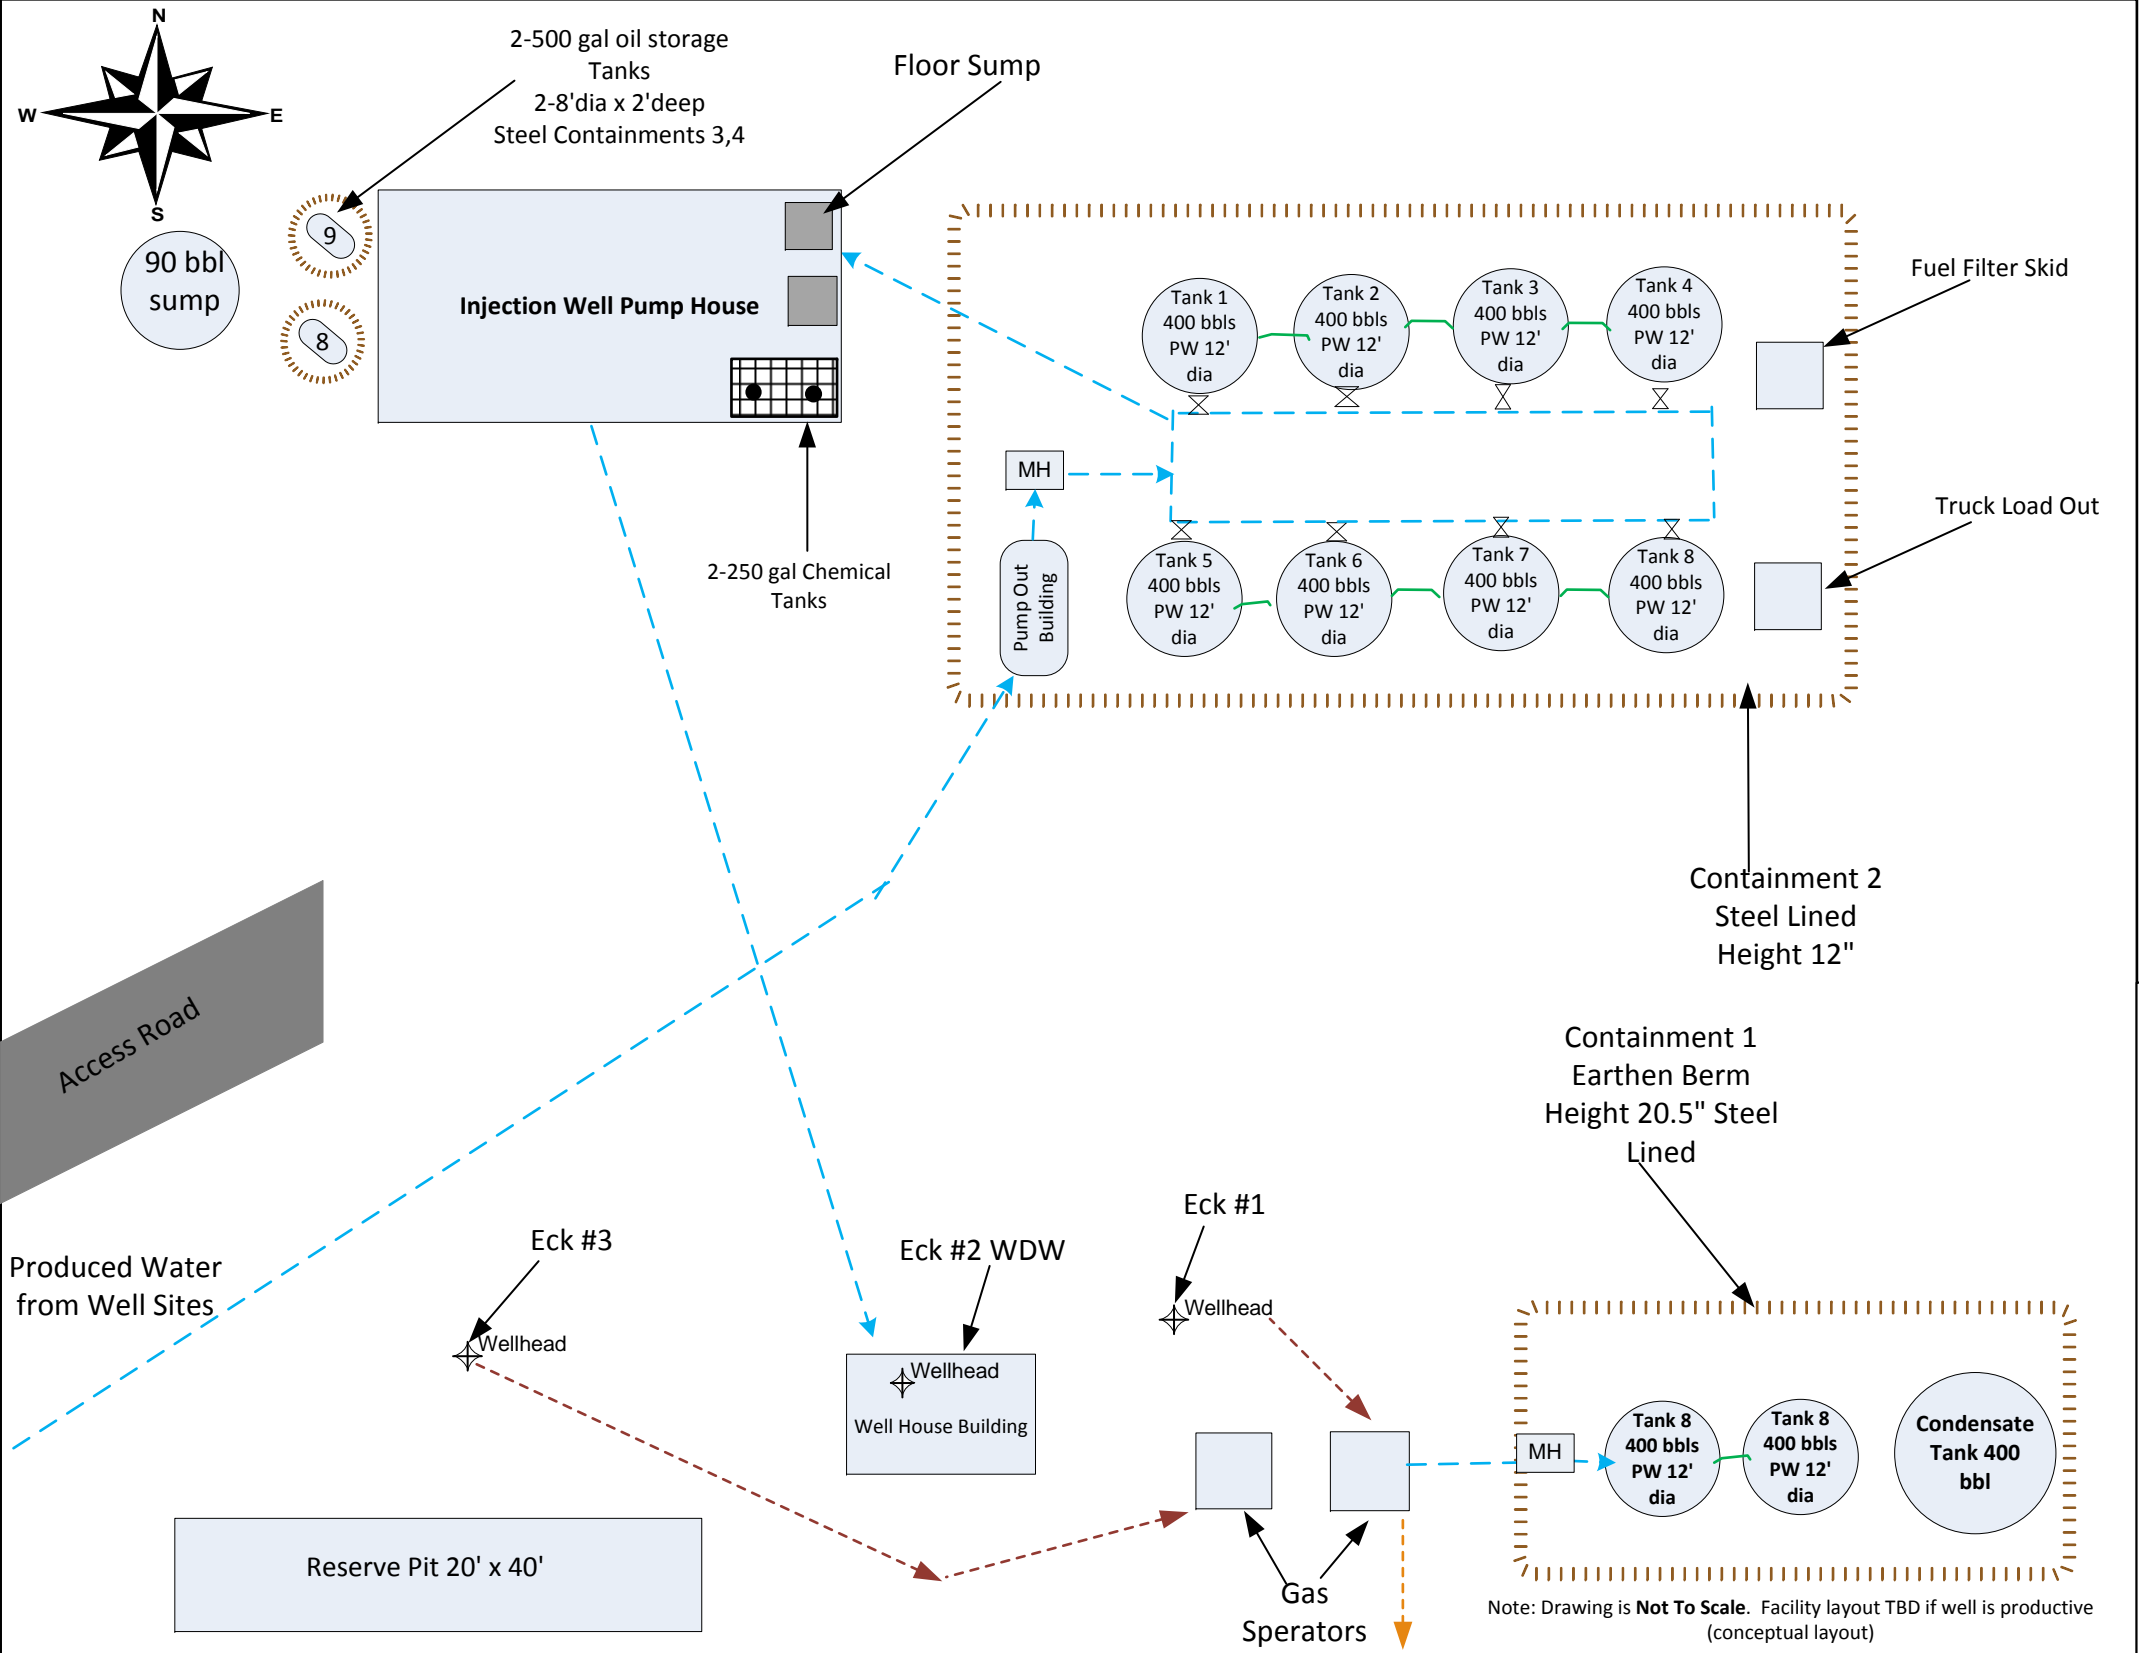 N
W
E
S
2-500 gal oil storage
Tanks
2-8'dia x 2'deep
Steel Containments 3,4
Floor Sump
90 bbl
sump
9
8
Injection Well Pump House
2-250 gal Chemical
Tanks
Tank 1
400 bbls
PW 12'
dia
Tank 2
400 bbls
PW 12'
dia
Tank 3
400 bbls
PW 12'
dia
Tank 4
400 bbls
PW 12'
dia
Fuel Filter Skid
MH
Pump Out
Building
Tank 5
400 bbls
PW 12'
dia
Tank 6
400 bbls
PW 12'
dia
Tank 7
400 bbls
PW 12'
dia
Tank 8
400 bbls
PW 12'
dia
Truck Load Out
Containment 2
Steel Lined
Height 12"
Access Road
Containment 1
Earthen Berm
Height 20.5" Steel
Lined
Produced Water
from Well Sites
Eck #3
Wellhead
Eck #2 WDW
Wellhead
Well House Building
Eck #1
Wellhead
MH
Tank 8
400 bbls
PW 12'
dia
Tank 8
400 bbls
PW 12'
dia
Condensate
Tank 400
bbl
Reserve Pit 20' x 40'
Gas
Sperators
Note: Drawing is Not To Scale. Facility layout TBD if well is productive
(conceptual layout)